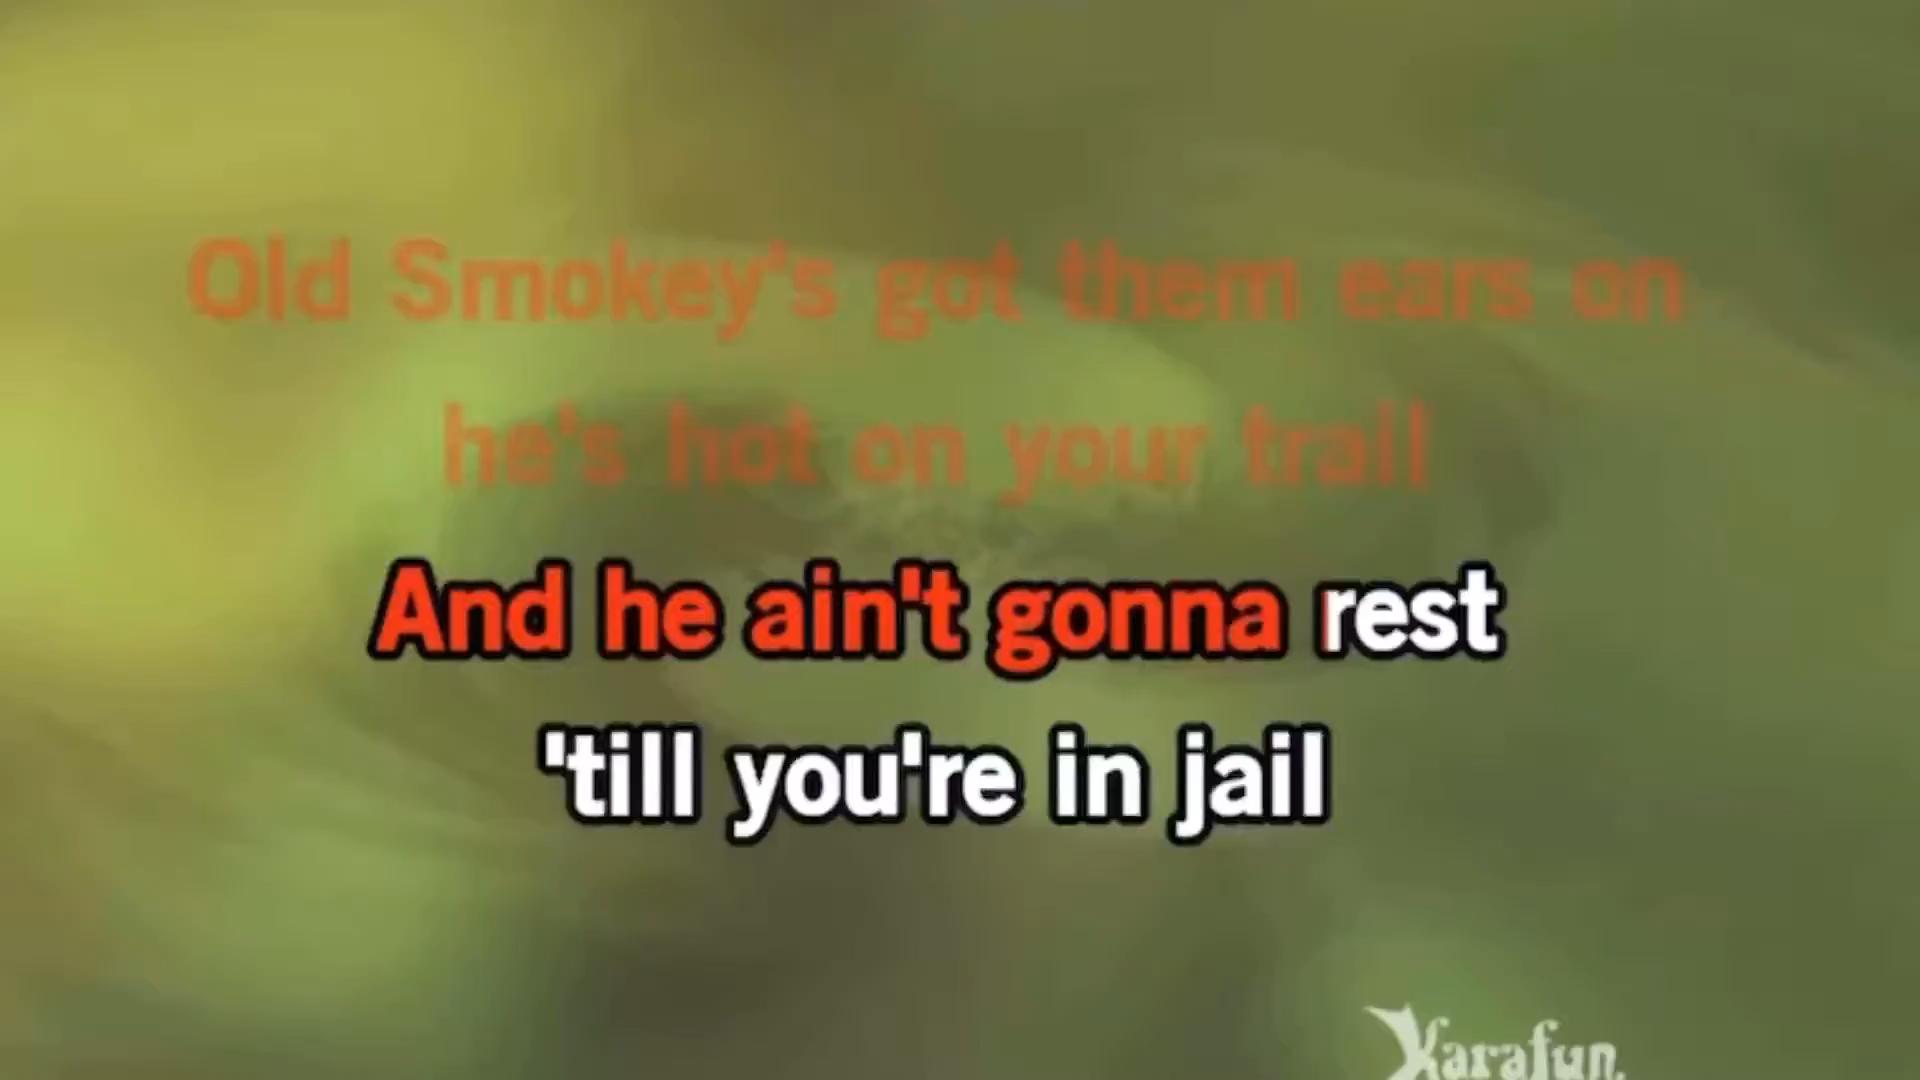 Old Smokey's got them ears on
he's hot on your trail
And he ain't gonna rest
'till you're in jail
Karafun